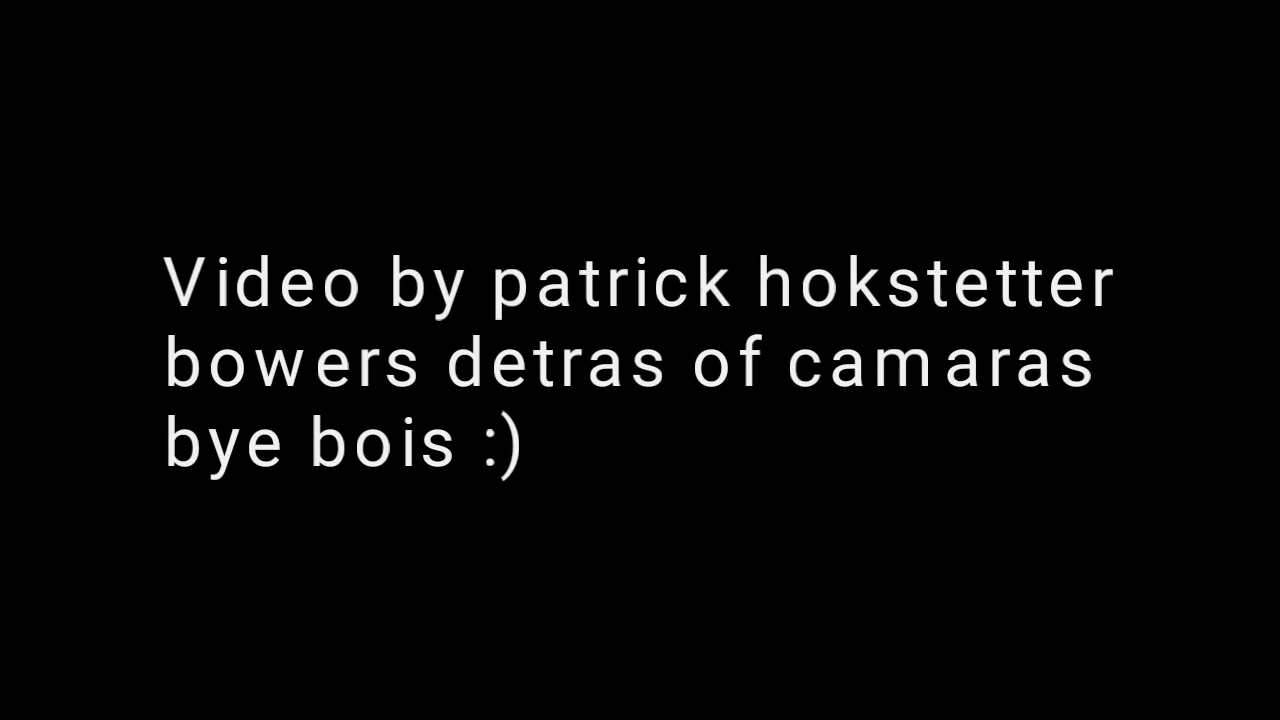 Video by patrick hokstetter
bowers detras of camaras
bye bois :)